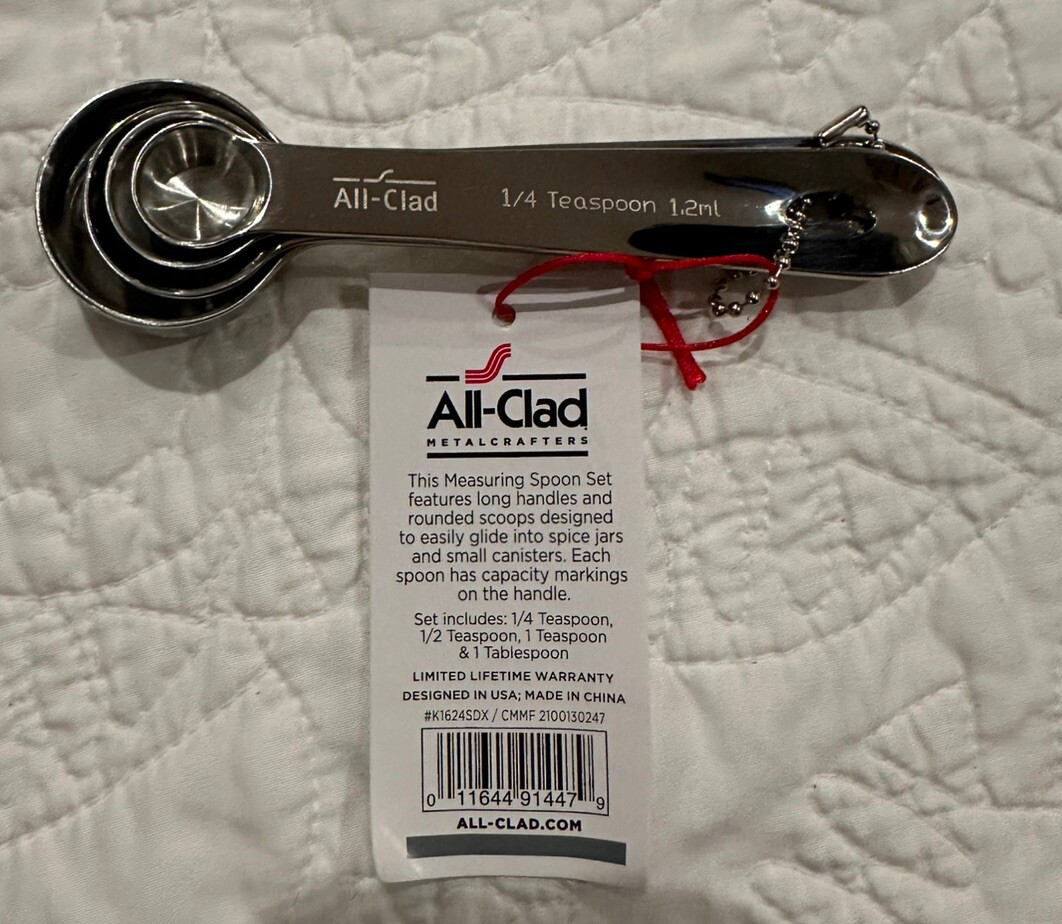 All-Clad
1/4 Teaspoon 1.2ml
All-Clad
METALCRAFTERS
This Measuring Spoon Set
features long handles and
rounded scoops designed
to easily glide into spice jars
and small canisters. Each
spoon has capacity markings
on the handle.
Set includes: 1/4 Teaspoon,
1/2 Teaspoon, 1 Teaspoon
& 1 Tablespoon
LIMITED LIFETIME WARRANTY
DESIGNED IN USA; MADE IN CHINA
#K1624SDX / CMMF 2100130247
0 11644 91447 9
ALL-CLAD.COM